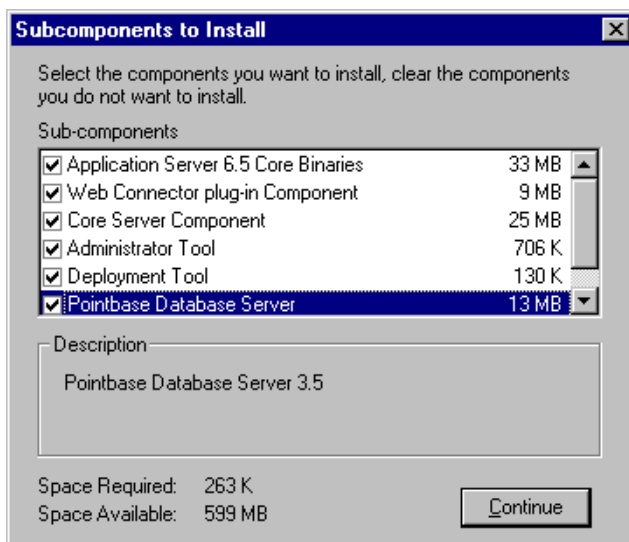 Subcomponents to Install
Select the components you want to install, clear the components
you do not want to install.
Sub-components
Application Server 6.5 Core Binaries 33 MB
Web Connector plug-in Component 9 MB
Core Server Component 25 MB
Administrator Tool 706 K
Deployment Tool 130 K
Pointbase Database Server 13 MB
Description
Pointbase Database Server 3.5
Space Required: 263 K
Space Available: 599 MB
Continue